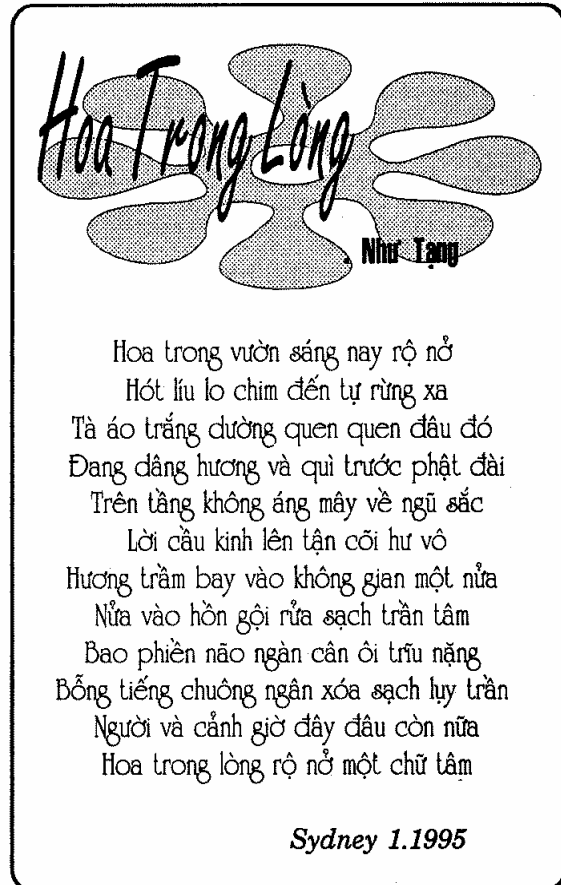 Hoa Trong Lòng
. Như Tạng
Hoa trong vườn sáng nay rộ nở
Hót líu lo chim đến tự rừng xa
Tà áo trắng dường quen quen đâu đó
Đang dâng hương và quì trước phật đài
Trên tầng không áng mây về ngũ sắc
Lời cầu kinh lên tận cõi hư vô
Hương trầm bay vào không gian một nửa
Nửa vào hồn gội rửa sạch trần tâm
Bao phiền não ngàn cân ôi trĩu nặng
Bỗng tiếng chuông ngân xóa sạch lụy trần
Người và cảnh giờ đây đâu còn nữa
Hoa trong lòng rộ nở một chữ tâm
Sydney 1.1995